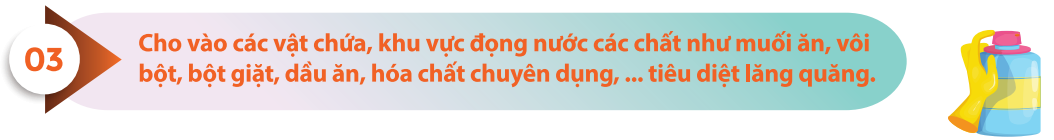 03
Cho vào các vật chứa, khu vực đọng nước các chất như muối ăn, vôi
bột, bột giặt, dầu ăn, hóa chất chuyên dụng, ... tiêu diệt lăng quăng.